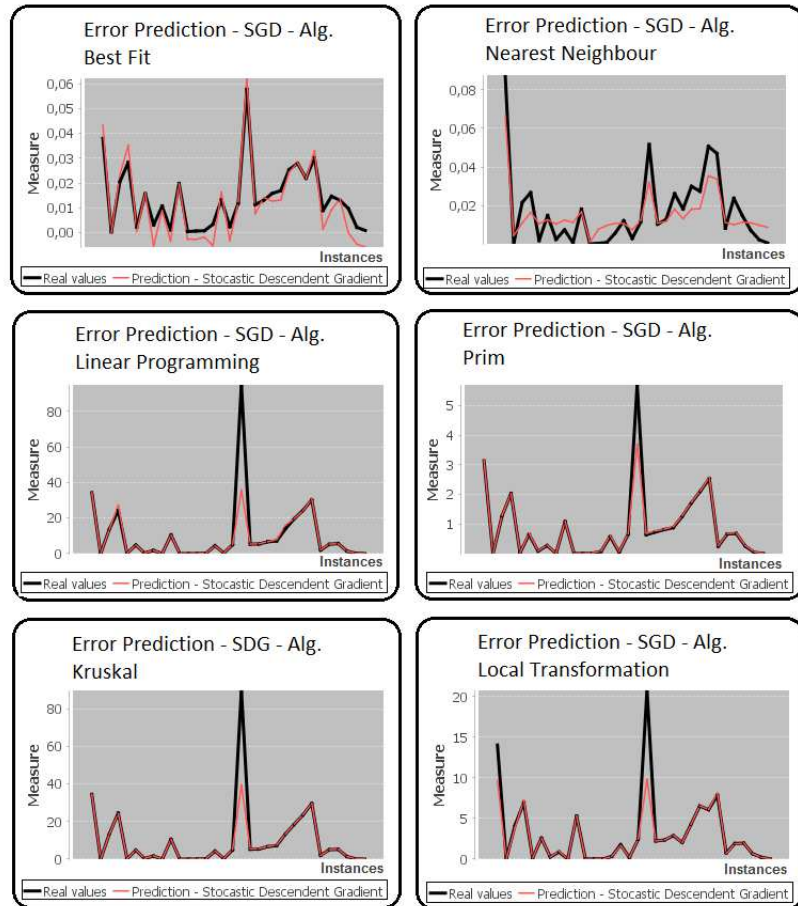 Error Prediction - SGD - Alg.
Best Fit
0,06
0,05
0,04
0,03
0,02
0,01
0,00
Measure
Instances
Real values Prediction - Stocastic Descendent Gradient
Error Prediction - SGD - Alg.
Nearest Neighbour
0,08
0,06
0,04
0,02
Measure
Instances
Real values Prediction - Stocastic Descendent Gradient
Error Prediction - SGD - Alg.
Linear Programming
80
60
40
20
0
Measure
Instances
Real values Prediction - Stocastic Descendent Gradient
Error Prediction - SGD - Alg.
Prim
5
4
3
2
1
Measure
Instances
Real values Prediction - Stocastic Descendent Gradient
Error Prediction - SDG - Alg.
Kruskal
80
60
40
20
0
Measure
Instances
Real values Prediction - Stocastic Descendent Gradient
Error Prediction - SGD - Alg.
Local Transformation
20
15
10
5
0
Measure
Instances
Real values Prediction - Stocastic Descendent Gradient